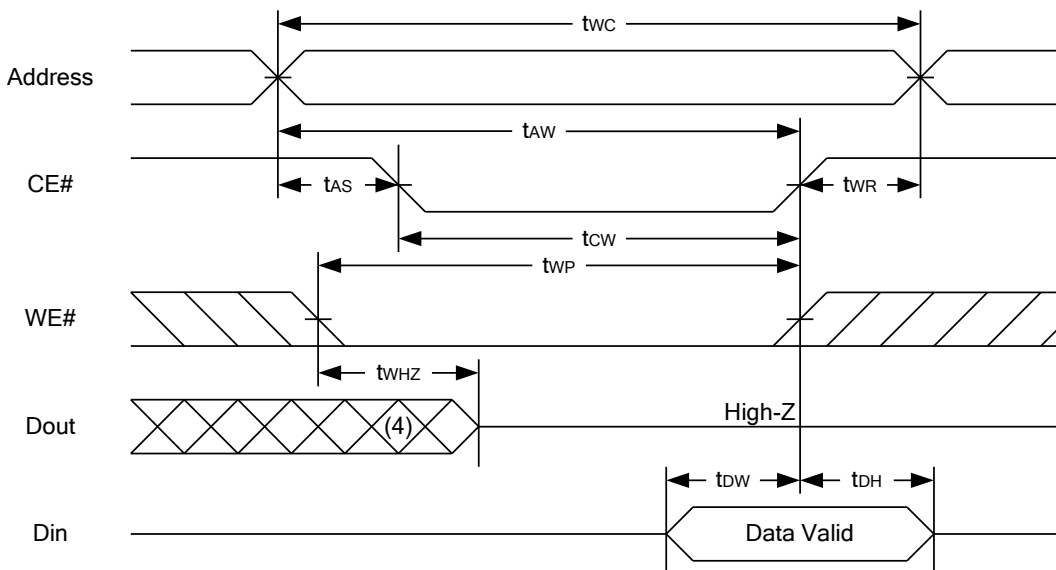 tWC
Address
tAW
CE#
tAS
tWR
tCW
tWP
WE#
tWHZ
Dout
(4)
High-Z
tDW
tDH
Din
Data Valid